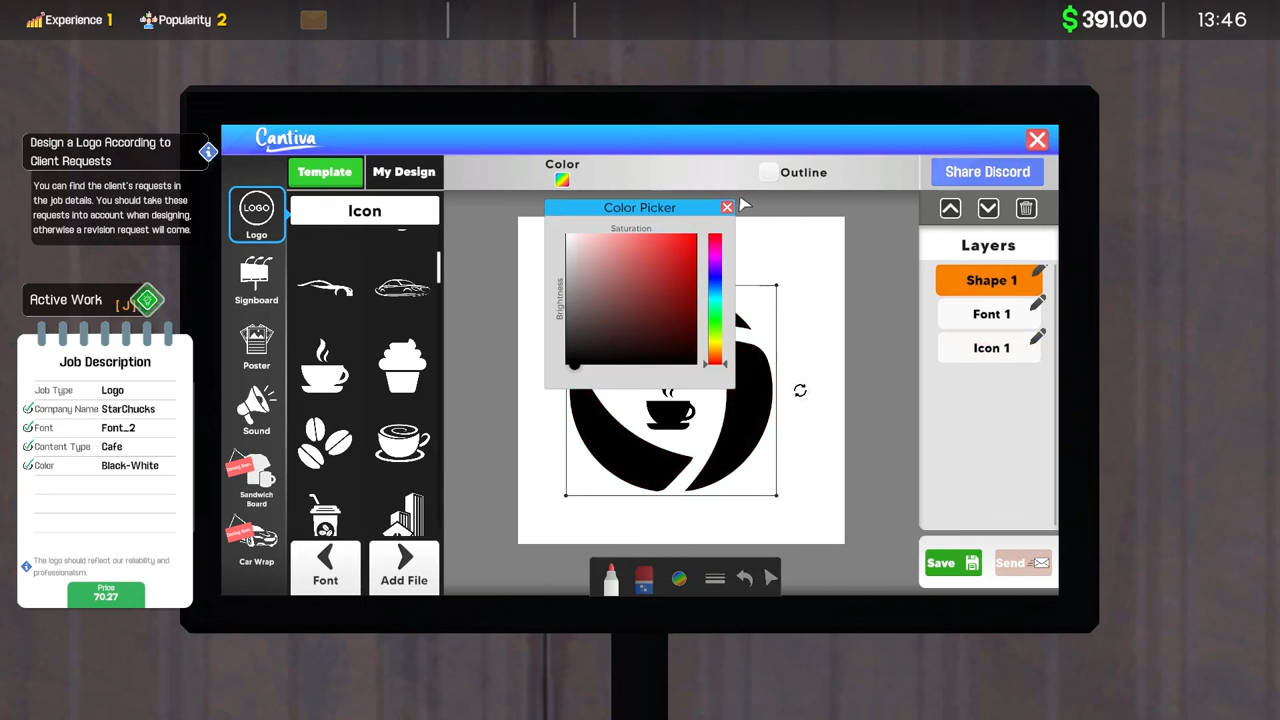 Experience 1
Popularity 2
$ 391.00
13:46
Design a Logo According to
Client Requests
You can find the client's requests in
the job details. You should take these
requests into account when designing,
otherwise a revision request will come.
Active Work
[ J ]
Job Description
Job Type Logo
Company Name StarChucks
Font Font_2
Content Type Cafe
Color Black-White
The logo should reflect our reliability and
professionalism.
Price
70.27
Cantiva
Template
My Design
Color
Outline
Share Discord
LOGO
Logo
Signboard
Poster
Sound
Sandwich
Board
Car Wrap
Icon
Font
Add File
Color Picker
Saturation
Brightness
Layers
Shape 1
Font 1
Icon 1
Save
Send